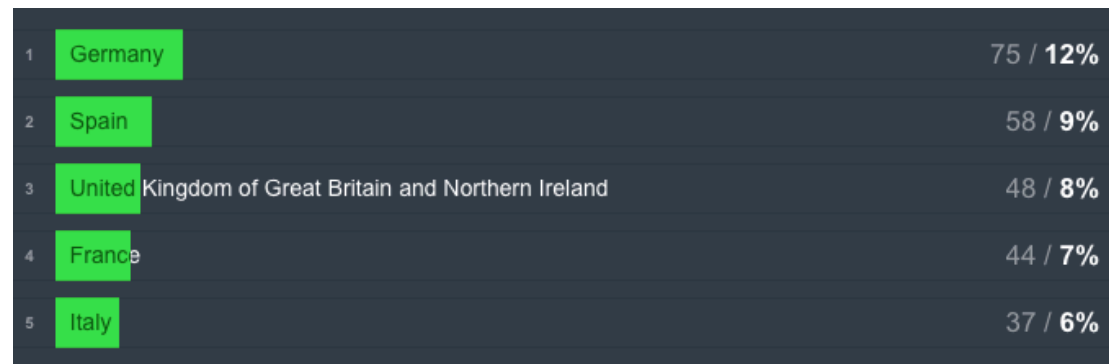 1 Germany 75 / 12%
2 Spain 58 / 9%
3 United Kingdom of Great Britain and Northern Ireland 48 / 8%
4 France 44 / 7%
5 Italy 37 / 6%